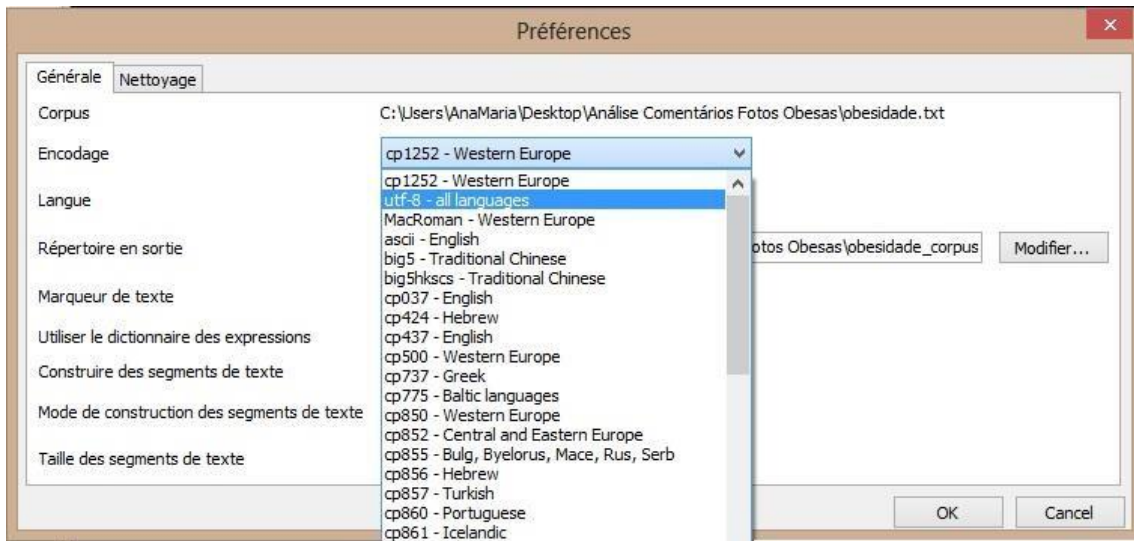 Préférences
Générale Nettoyage
Corpus C:\Users\AnaMaria\Desktop\Análise Comentários Fotos Obesas\obesidade.txt
Encodage cp1252 - Western Europe
cp1252 - Western Europe
Langue utf-8 - all languages
MacRoman - Western Europe
ascii - English
Répertoire en sortie big5 - Traditional Chinese otos Obesas\obesidade_corpus Modifier...
big5hkscs - Traditional Chinese
Marqueur de texte cp037 - English
cp424 - Hebrew
Utiliser le dictionnaire des expressions cp437 - English
cp500 - Western Europe
Construire des segments de texte cp737 - Greek
cp775 - Baltic languages
Mode de construction des segments de texte cp850 - Western Europe
cp852 - Central and Eastern Europe
Taille des segments de texte cp855 - Bulg, Byelorus, Mace, Rus, Serb
cp856 - Hebrew
cp857 - Turkish
cp860 - Portuguese OK Cancel
cp861 - Icelandic